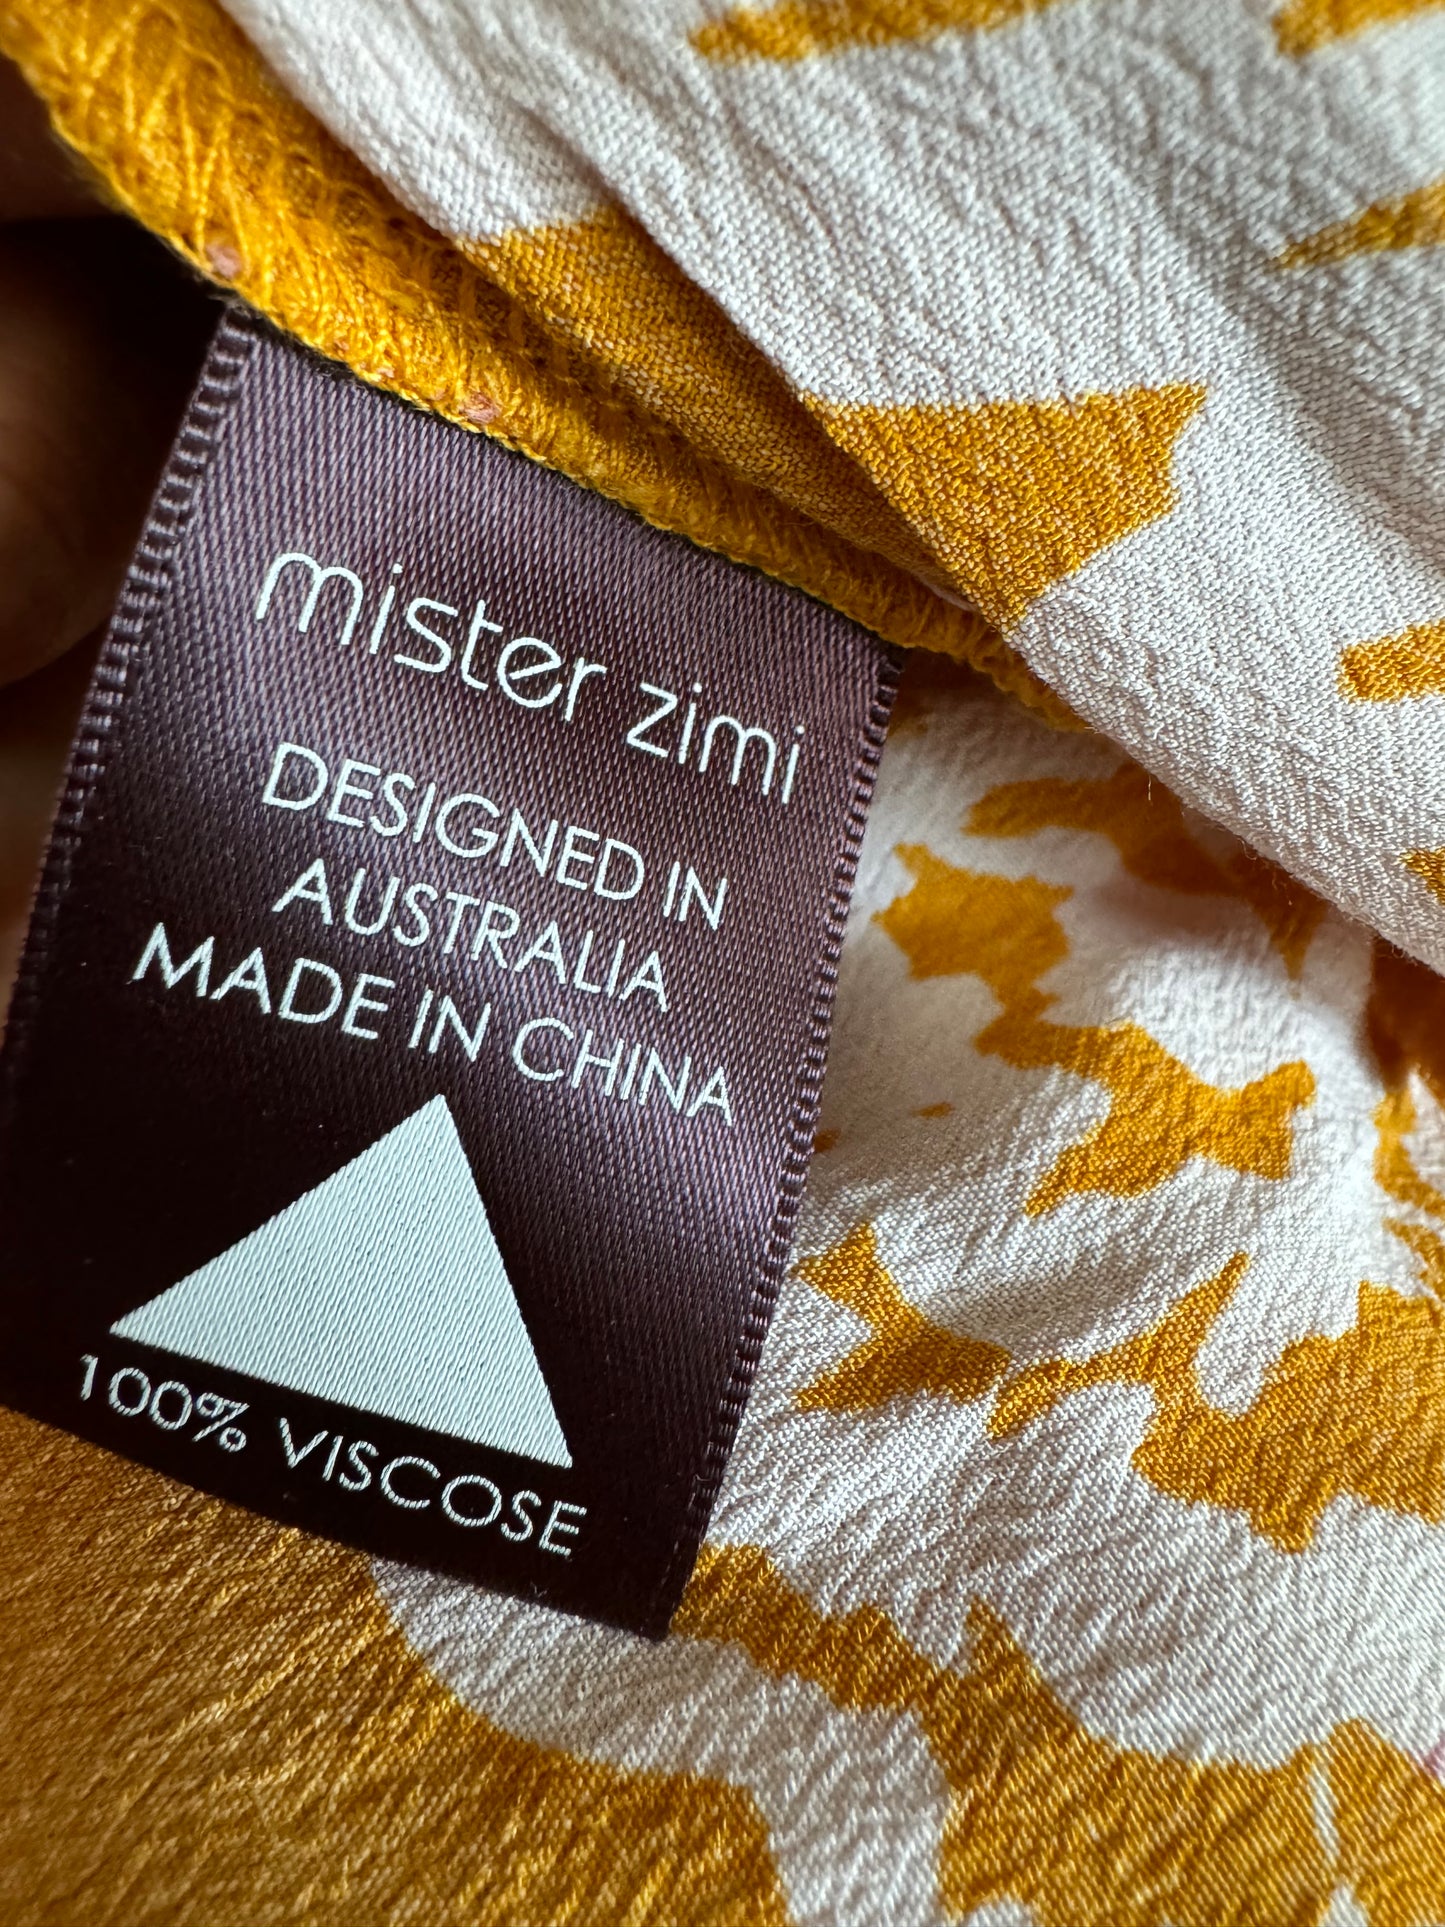 mister zimi
DESIGNED IN
AUSTRALIA
MADE IN CHINA
100% VISCOSE